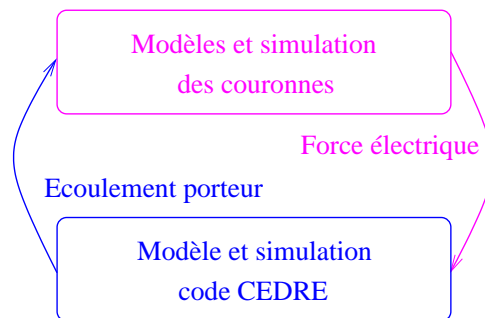 Modèles et simulation
des couronnes
Force électrique
Ecoulement porteur
Modèle et simulation
code CEDRE